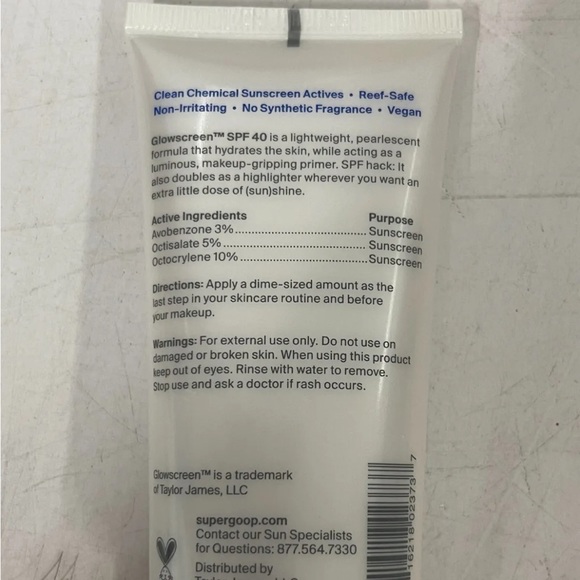 Clean Chemical Sunscreen Actives • Reef-Safe
Non-Irritating • No Synthetic Fragrance • Vegan
Glowscreen™ SPF 40 is a lightweight, pearlescent
formula that hydrates the skin, while acting as a
luminous, makeup-gripping primer. SPF hack: It
also doubles as a highlighter wherever you want an
extra little dose of (sun)shine.
Active Ingredients Purpose
Avobenzone 3%....................................Sunscreen
Octisalate 5%.......................................Sunscreen
Octocrylene 10%..................................Sunscreen
Directions: Apply a dime-sized amount as the
last step in your skincare routine and before
your makeup.
Warnings: For external use only. Do not use on
damaged or broken skin. When using this product
keep out of eyes. Rinse with water to remove.
Stop use and ask a doctor if rash occurs.
Glowscreen™ is a trademark
of Taylor James, LLC
supergoop.com
Contact our Sun Specialists
for Questions: 877.564.7330
Distributed by
16218 02373 7